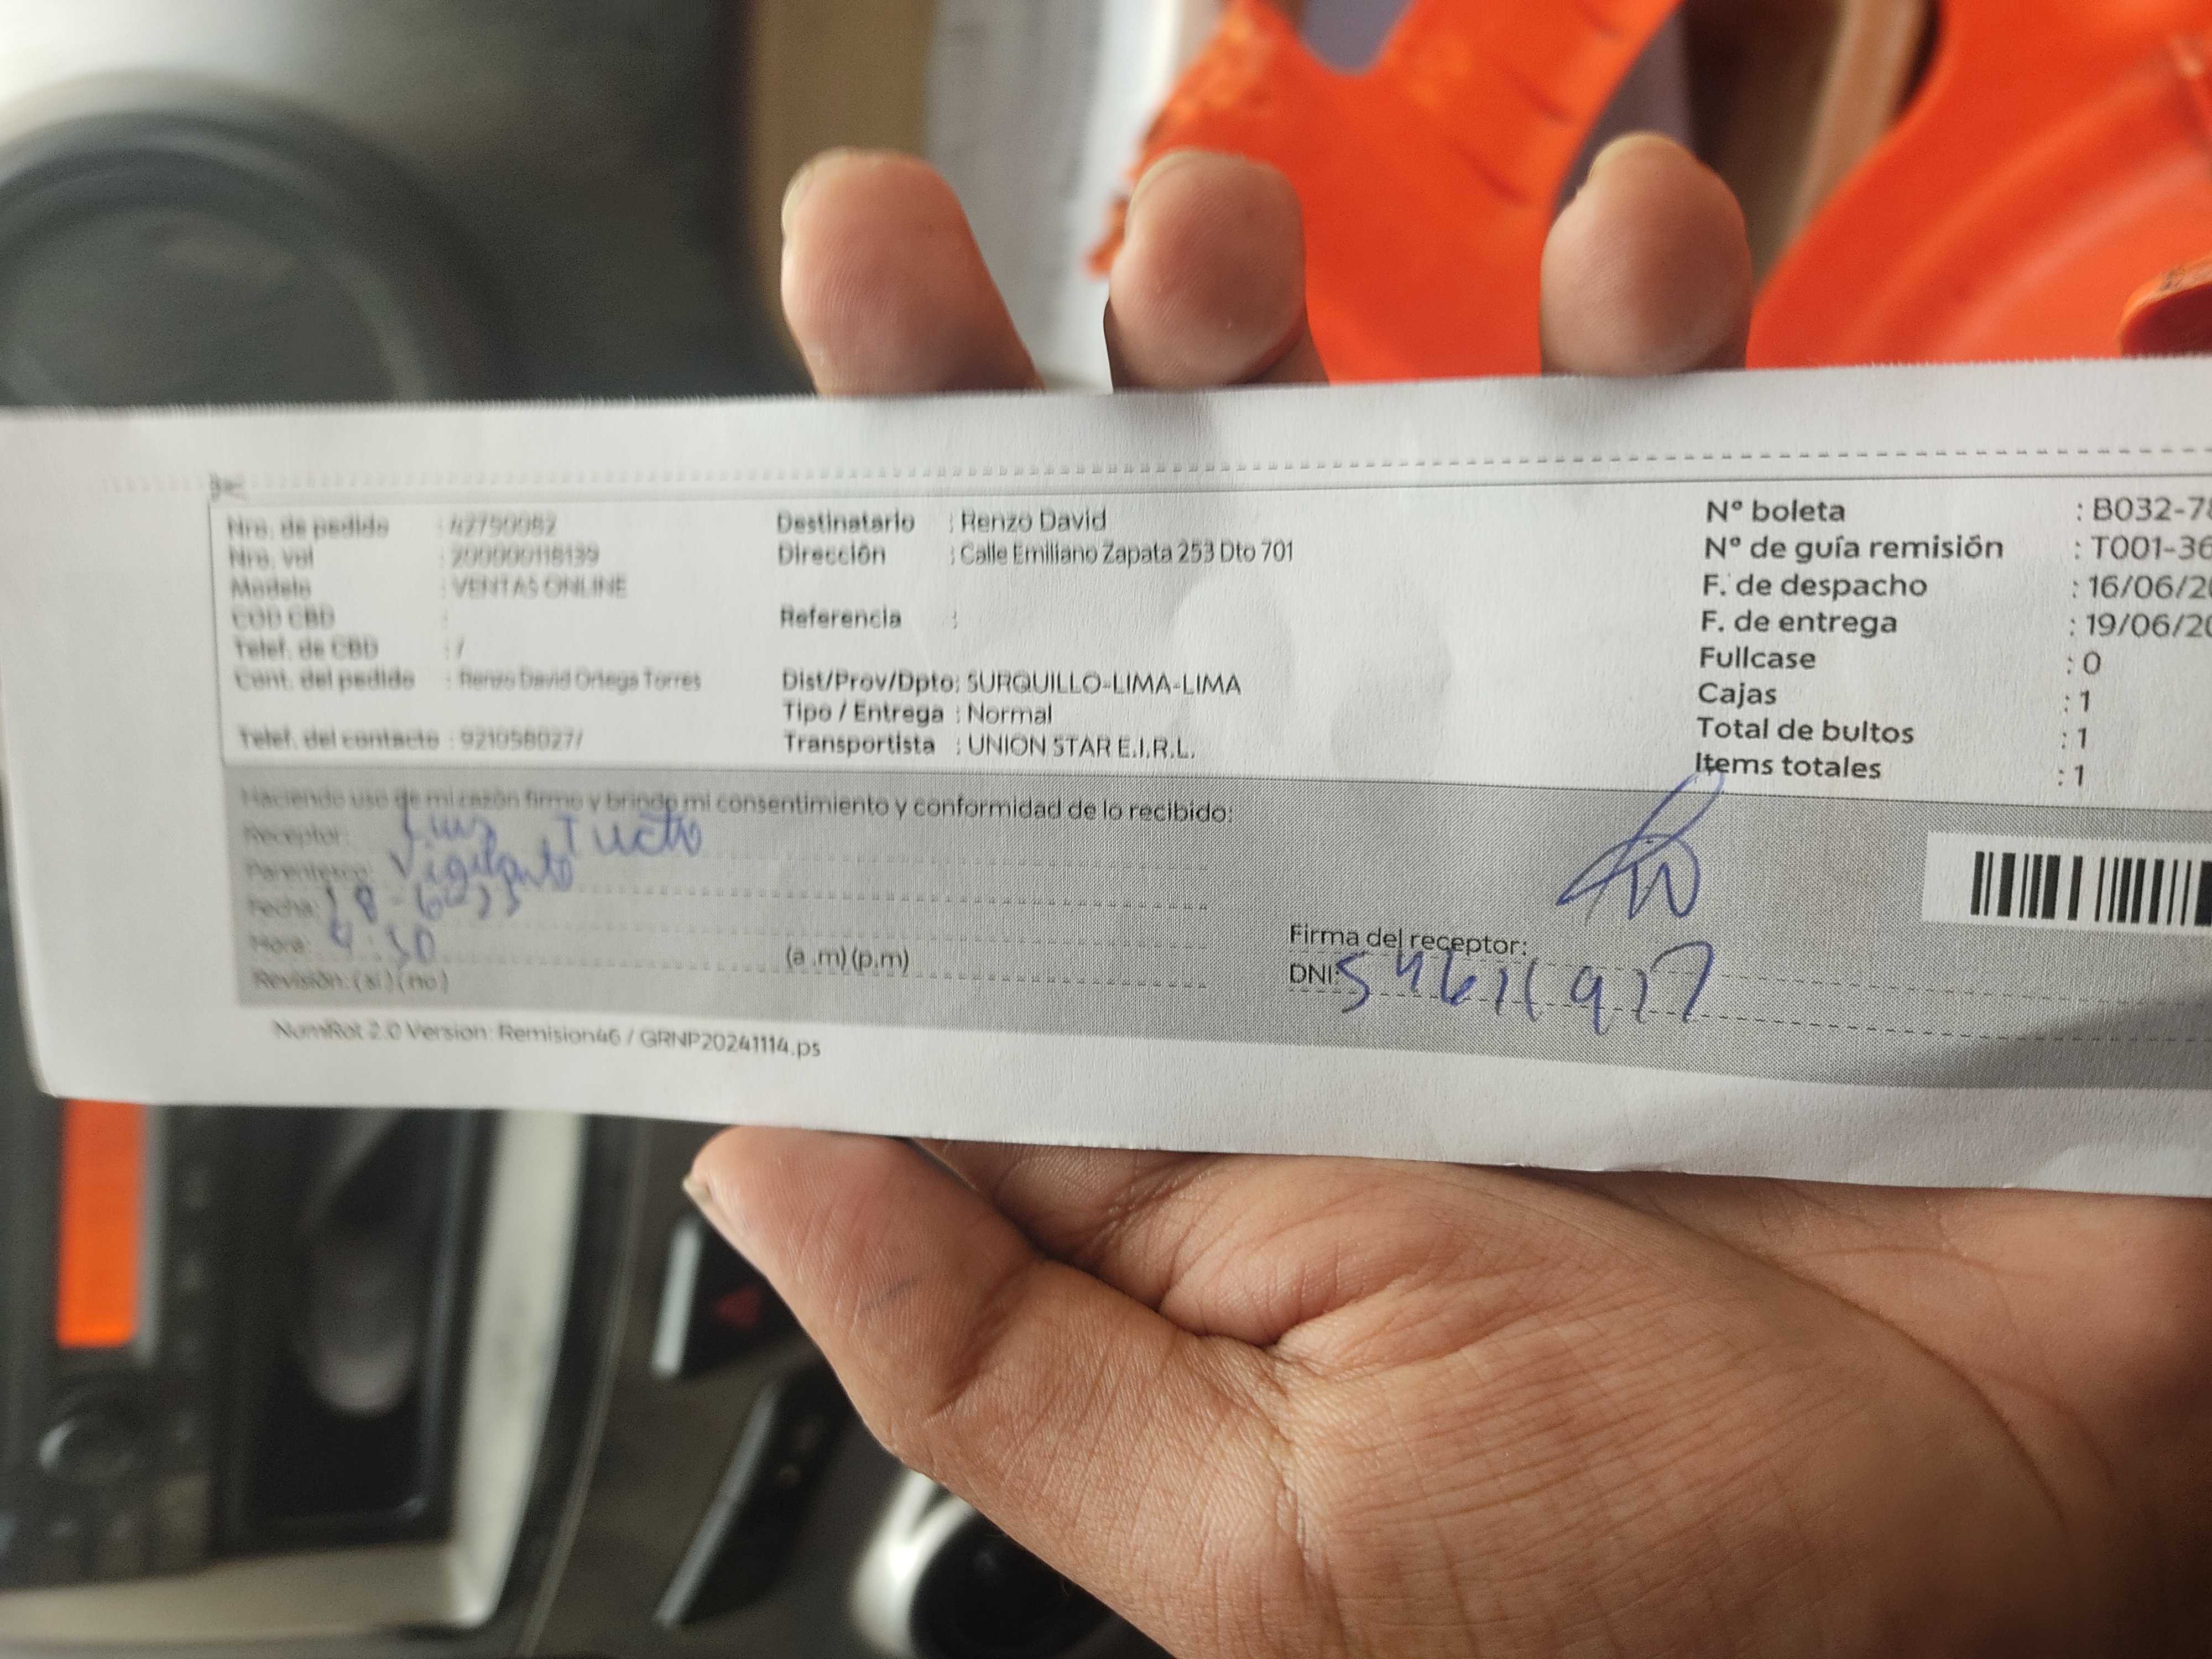 Nro. de pedido : 42750082
Nro. vol : 200000118139
Modelo : VENTAS ONLINE
COD CBD :
Telef. de CBD : /
Cont. del pedido : Renzo David Ortega Torres
Telef. del contacto : 921058027/
Destinatario : Renzo David
Dirección : Calle Emiliano Zapata 253 Dto 701
Referencia :
Dist/Prov/Dpto: SURQUILLO-LIMA-LIMA
Tipo / Entrega : Normal
Transportista : UNION STAR E.I.R.L.
Nº boleta : B032-78
Nº de guía remisión : T001-36
F. de despacho : 16/06/20
F. de entrega : 19/06/20
Fullcase : 0
Cajas : 1
Total de bultos : 1
Items totales : 1
Haciendo uso de mi razón firmo y brindo mi consentimiento y conformidad de lo recibido:
Receptor: Luis Tucto
Parentesco: Vigilante
Fecha: 18-6-25
Hora: 4:30 (a .m) (p.m)
Revisión: (si) (no)
Firma del receptor:
DNI:
NumRot 2.0 Version: Remision46 / GRNP20241114.ps